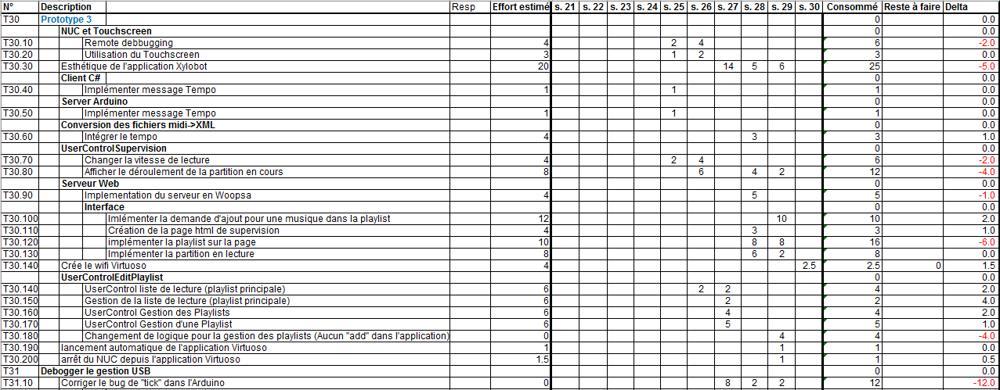 N° Description Resp Effort estimé s. 21 s. 22 s. 23 s. 24 s. 25 s. 26 s. 27 s. 28 s. 29 s. 30 Consommé Reste à faire Delta
T30 Prototype 3 0 0.0
NUC et Touchscreen 0 0.0
T30.10 Remote debbugging 4 2 4 6 -2.0
T30.20 Utilisation du Touchscreen 3 1 2 3 0.0
T30.30 Esthétique de l'application Xylobot 20 14 5 6 25 -5.0
Client C# 0 0.0
T30.40 Implémenter message Tempo 1 1 1 0.0
Server Arduino 0 0.0
T30.50 Implémenter message Tempo 1 1 1 0.0
Conversion des fichiers midi->XML 0 0.0
T30.60 Intégrer le tempo 4 3 3 1.0
UserControlSupervision 0 0.0
T30.70 Changer la vitesse de lecture 4 2 4 6 -2.0
T30.80 Afficher le déroulement de la partition en cours 8 6 4 2 12 -4.0
Serveur Web 0 0.0
T30.90 Implementation du serveur en Woopsa 4 5 5 -1.0
Interface 0 0.0
T30.100 Imlémenter la demande d'ajout pour une musique dans la playlist 12 10 10 2.0
T30.110 Création de la page html de supervision 4 3 3 1.0
T30.120 implémenter la playlist sur la page 10 8 8 16 -6.0
T30.130 Implémenter la partition en lecture 8 6 2 8 0.0
T30.140 Crée le wifi Virtuoso 4 2.5 2.5 0 1.5
UserControlEditPlaylist 0 0.0
T30.140 UserControl liste de lecture (playlist principale) 6 2 2 4 2.0
T30.150 Gestion de la liste de lecture (playlist principale) 6 2 2 4.0
T30.160 UserControl Gestion des Playlists 6 4 4 2.0
T30.170 UserControl Gestion d'une Playlist 6 5 5 1.0
T30.180 Changement de logique pour la gestion des playlists (Aucun "add" dans l'application) 0 4 4 -4.0
T30.190 lancement automatique de l'application Virtuoso 1 1 1 0.0
T30.200 arrêt du NUC depuis l'application Virtuoso 1.5 1 1 0.5
T31 Debogger le gestion USB 0 0.0
T31.10 Corriger le bug de "tick" dans l'Arduino 0 8 2 2 12 -12.0